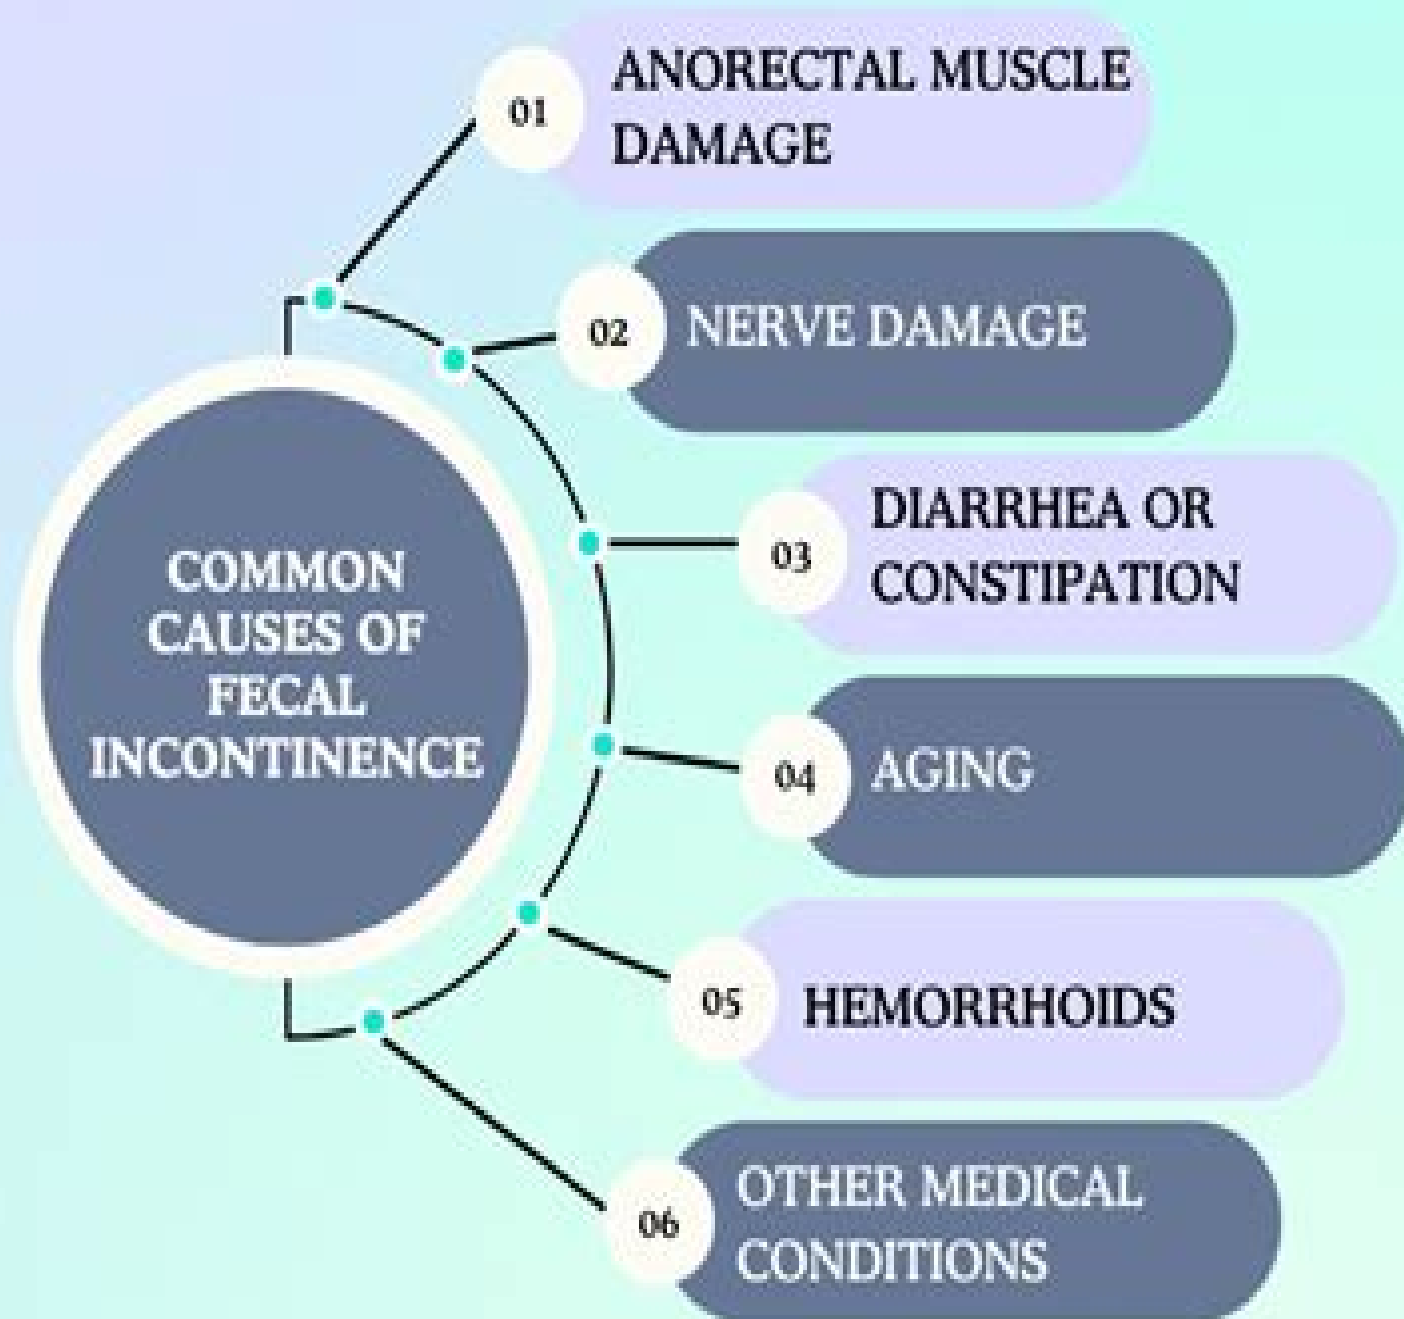 COMMON
CAUSES OF
FECAL
INCONTINENCE
01
ANORECTAL MUSCLE
DAMAGE
02
NERVE DAMAGE
03
DIARRHEA OR
CONSTIPATION
04
AGING
05
HEMORRHOIDS
06
OTHER MEDICAL
CONDITIONS